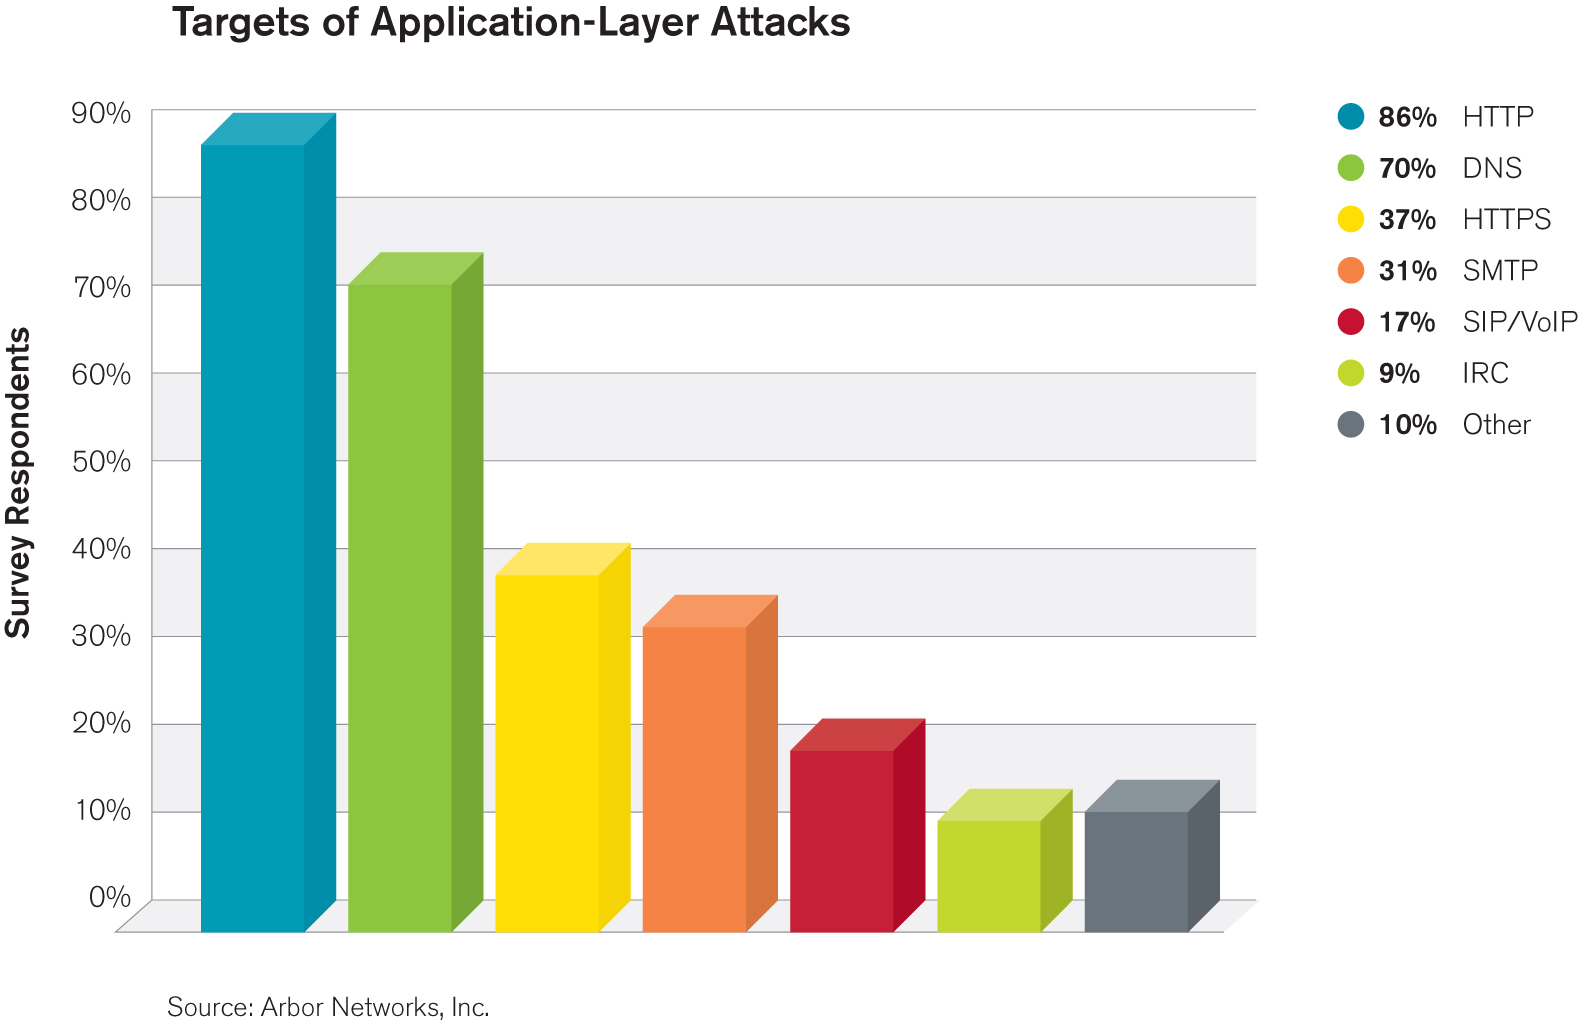 Targets of Application-Layer Attacks
90%
80%
70%
60%
50%
40%
30%
20%
10%
0%
Survey Respondents
86% HTTP
70% DNS
37% HTTPS
31% SMTP
17% SIP/VoIP
9% IRC
10% Other
Source: Arbor Networks, Inc.